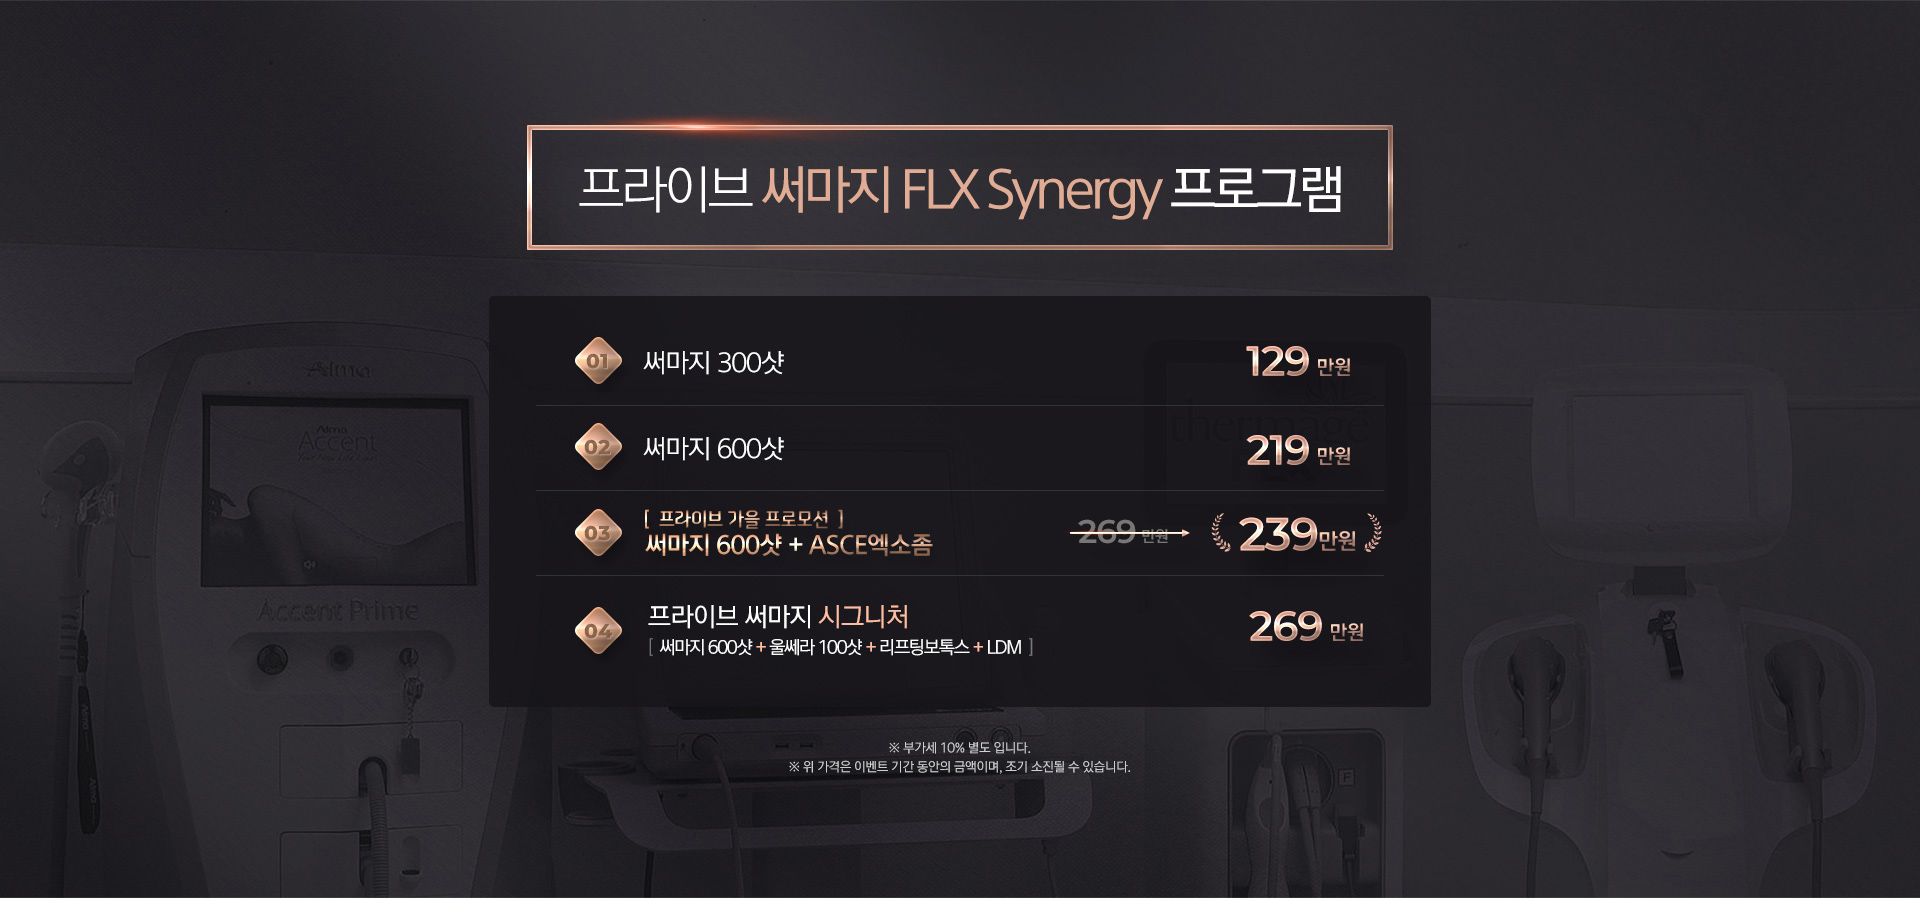 프라이브 써마지 FLX Synergy 프로그램
01 써마지 300샷 129 만원
02 써마지 600샷 219 만원
[ 프라이브 가을 프로모션 ]
03 써마지 600샷 + ASCE엑소좀 269 만원 239만원
04 프라이브 써마지 시그니처 269 만원
[ 써마지 600샷 + 울쎄라 100샷 + 리프팅보톡스 + LDM ]
※ 부가세 10% 별도 입니다.
※ 위 가격은 이벤트 기간 동안의 금액이며, 조기 소진될 수 있습니다.
Alma
Alma
Accent
Accent Prime
thermage
F